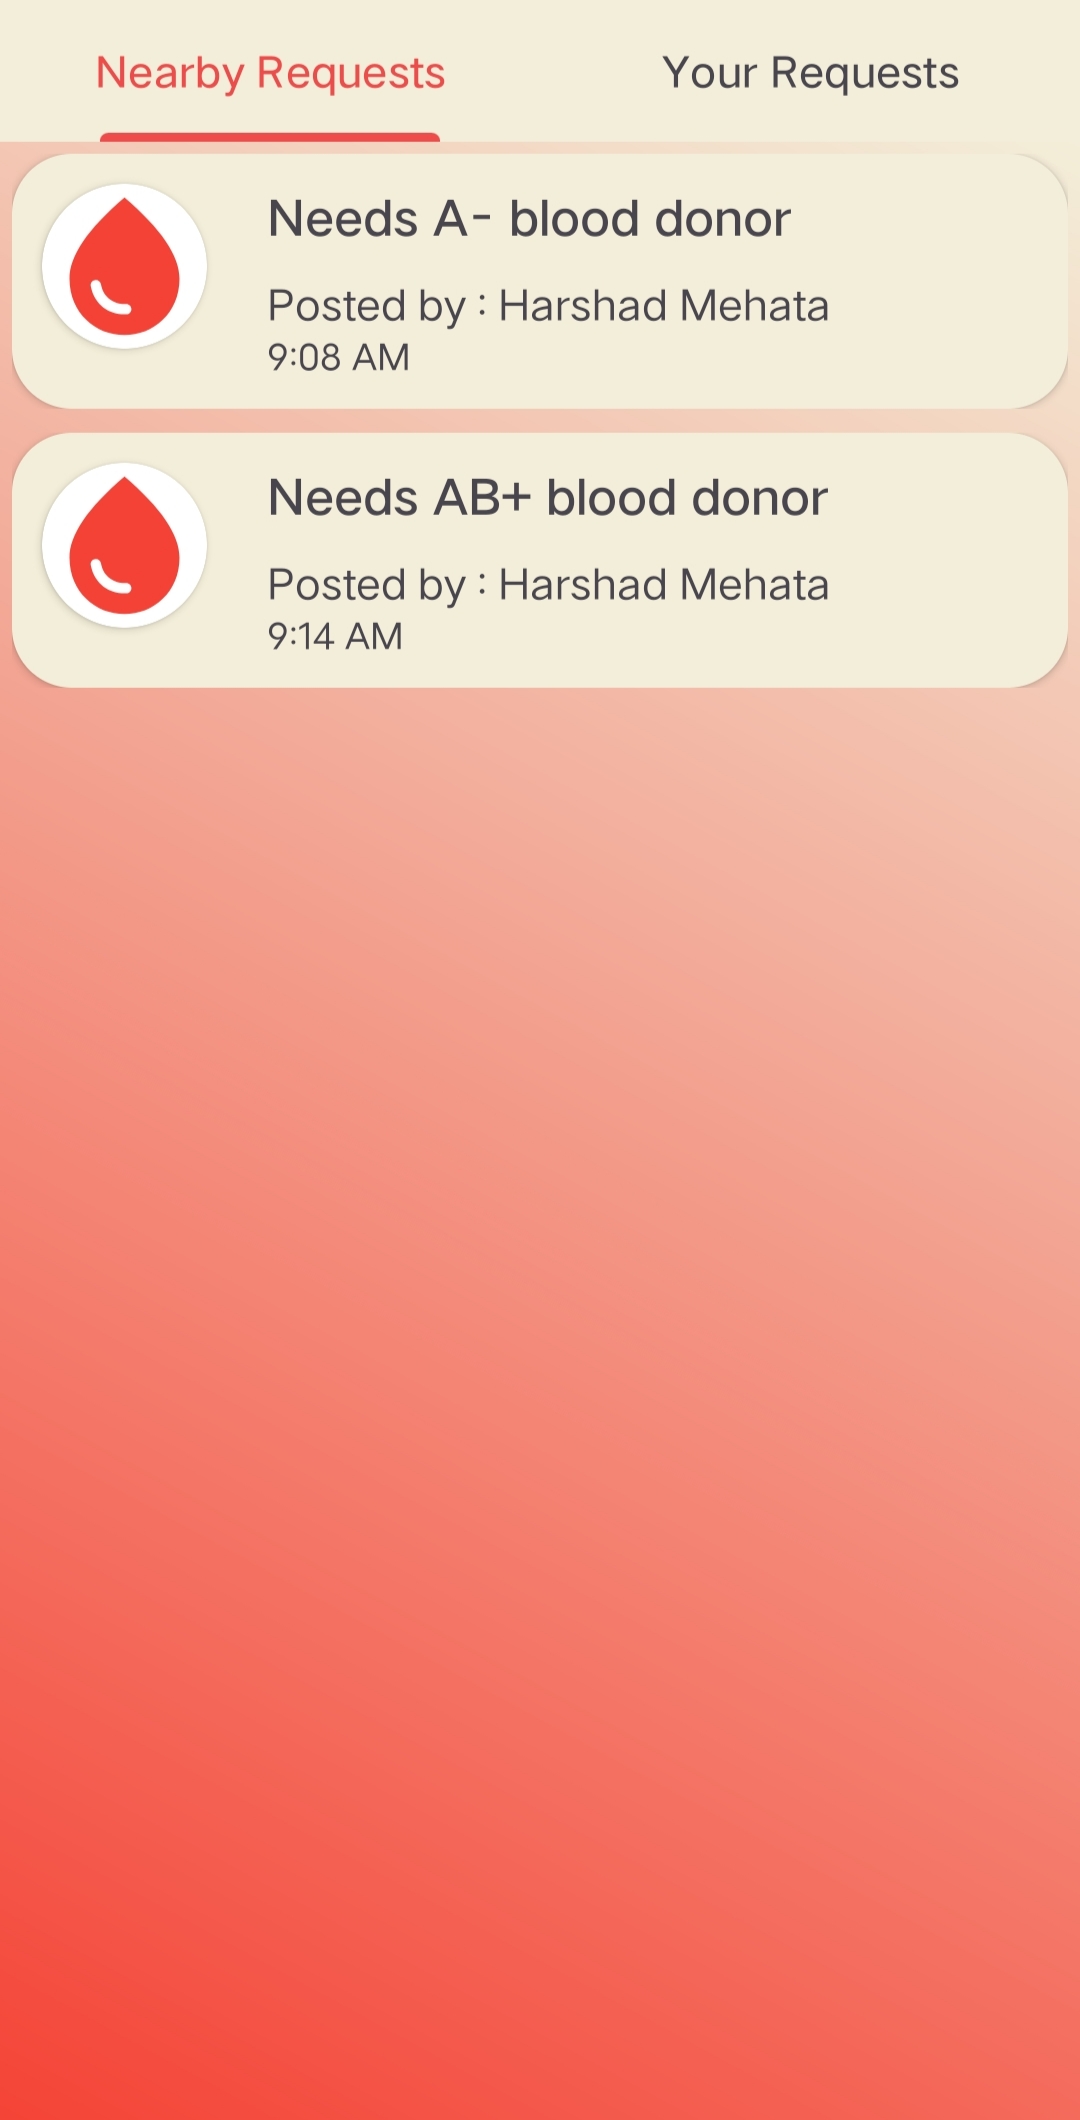 Nearby Requests
Your Requests
Needs A- blood donor
Posted by : Harshad Mehata
9:08 AM
Needs AB+ blood donor
Posted by : Harshad Mehata
9:14 AM